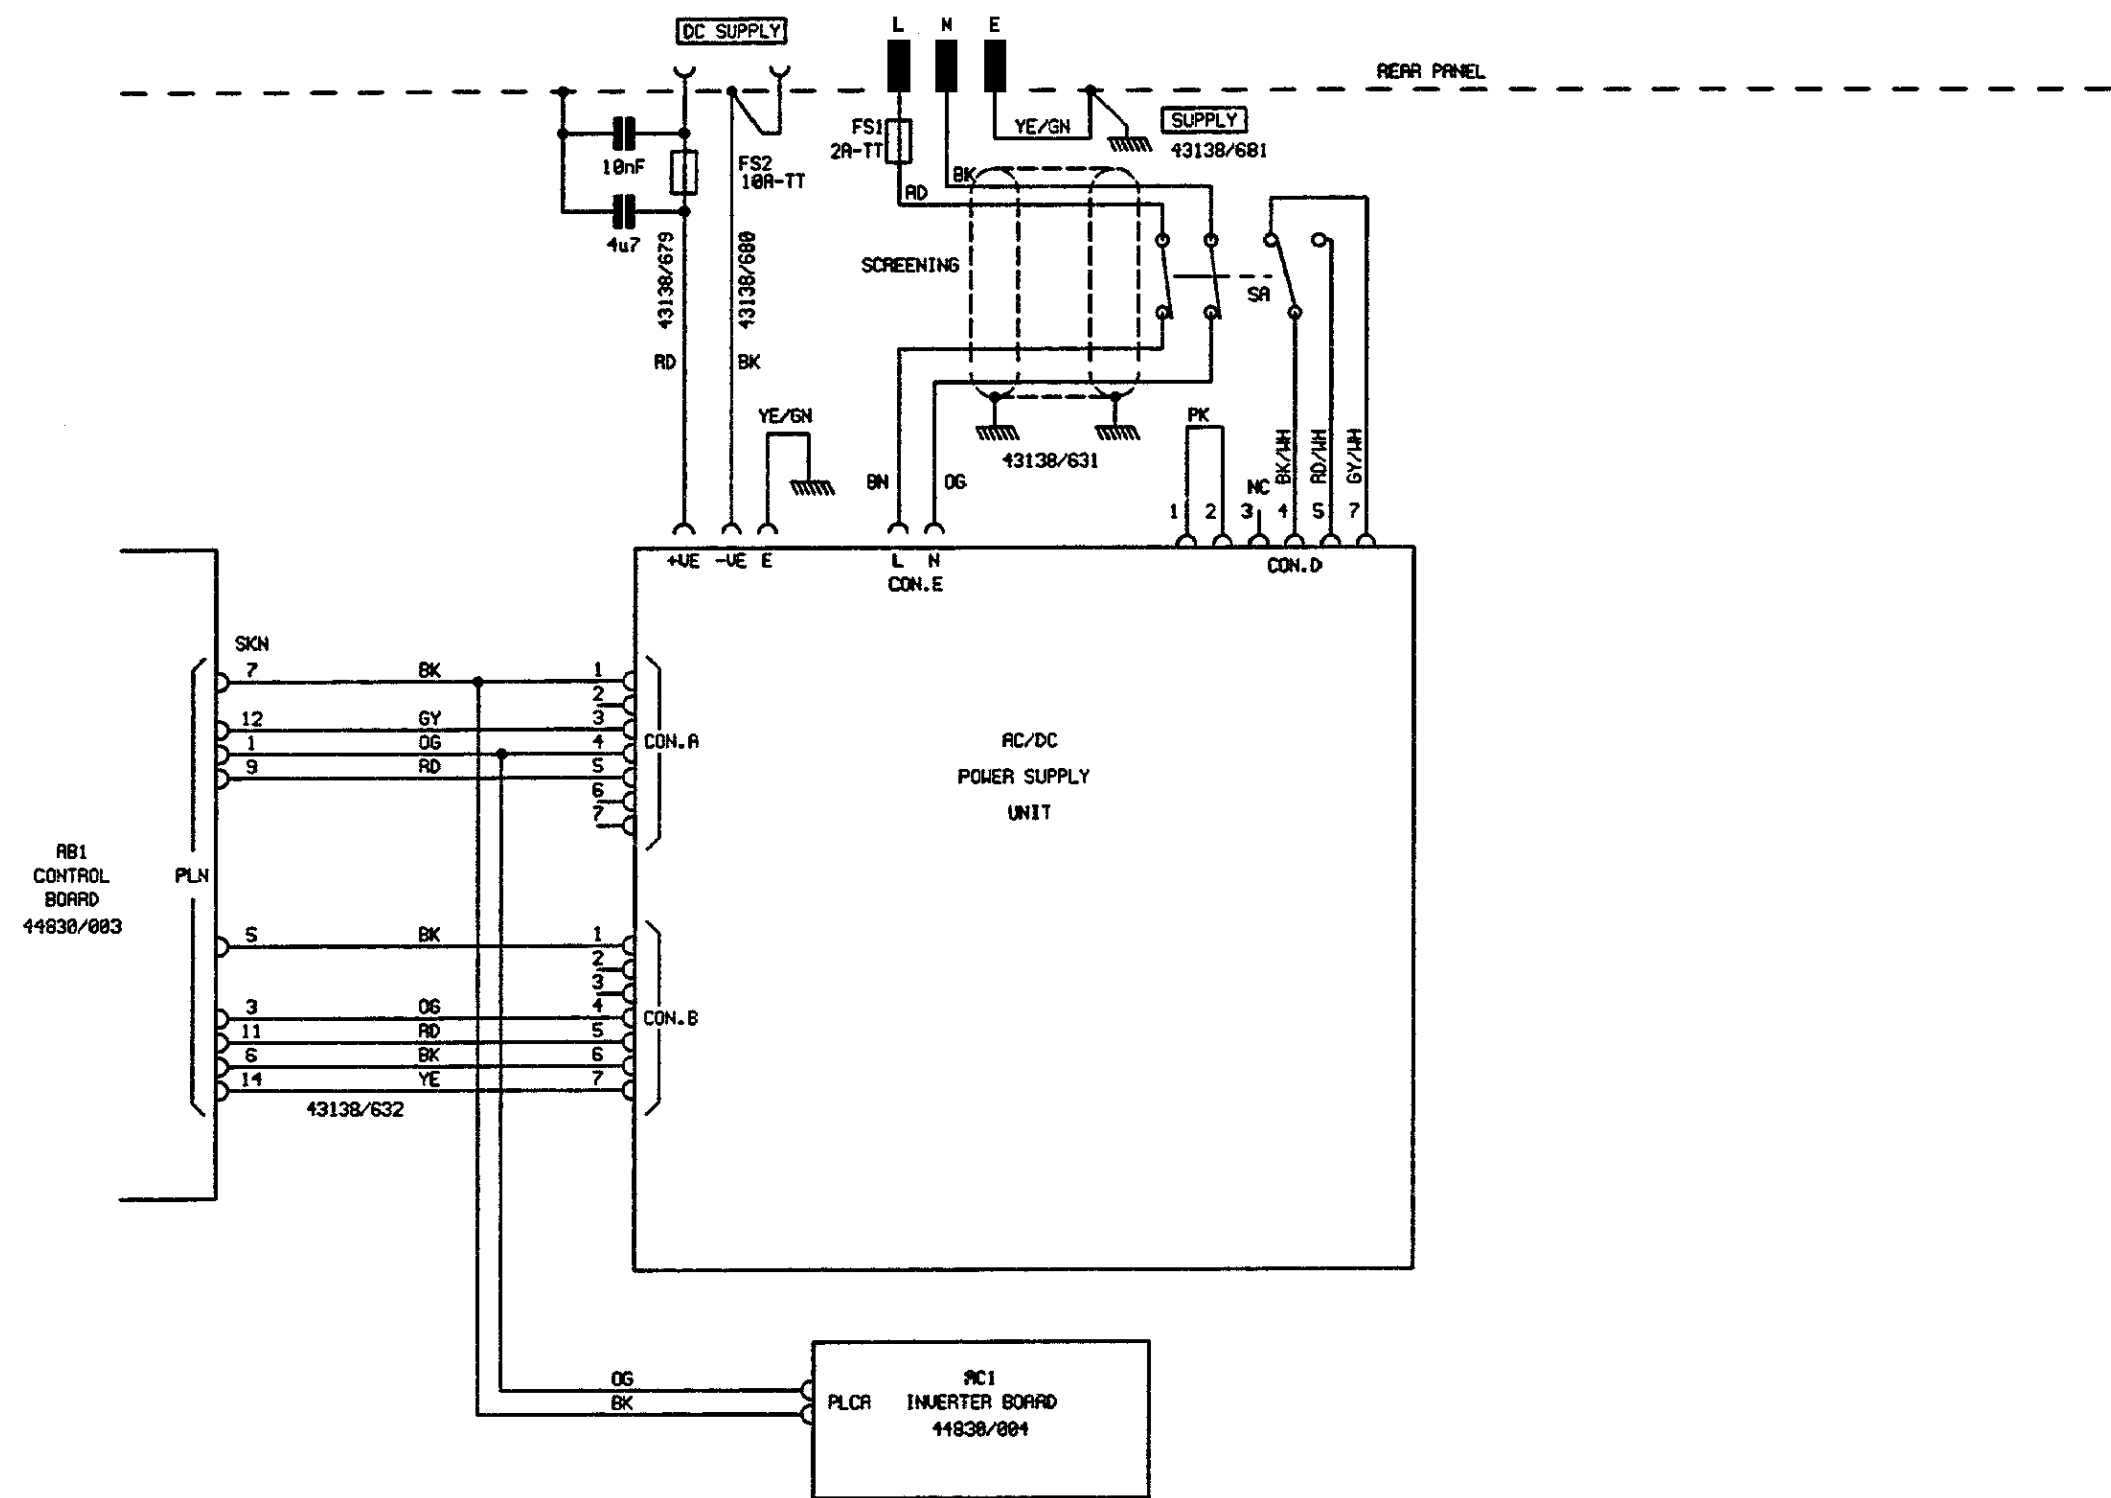 DC SUPPLY
L N E
REAR PANEL
FS1
2A-TT
YE/GN
SUPPLY
43138/681
10nF
FS2
10A-TT
BK
RD
4u7
43138/679
43138/680
SCREENING
SA
RD
BK
YE/GN
PK
43138/631
BN
OG
NC
BK/WH
RD/WH
GY/WH
1 2 3 4 5 7
+VE -VE E
L N
CON.E
CON.D
SKN
7 BK 1
2
12 GY 3
1 OG 4
CON.A
9 RD 5
6
7
AC/DC
POWER SUPPLY
UNIT
AB1
CONTROL
BOARD
44830/003
PLN
5 BK 1
2
3
3 OG 4
CON.B
11 RD 5
6 BK 6
14 YE 7
43138/632
OG
BK
PLCA
AC1
INVERTER BOARD
44830/004